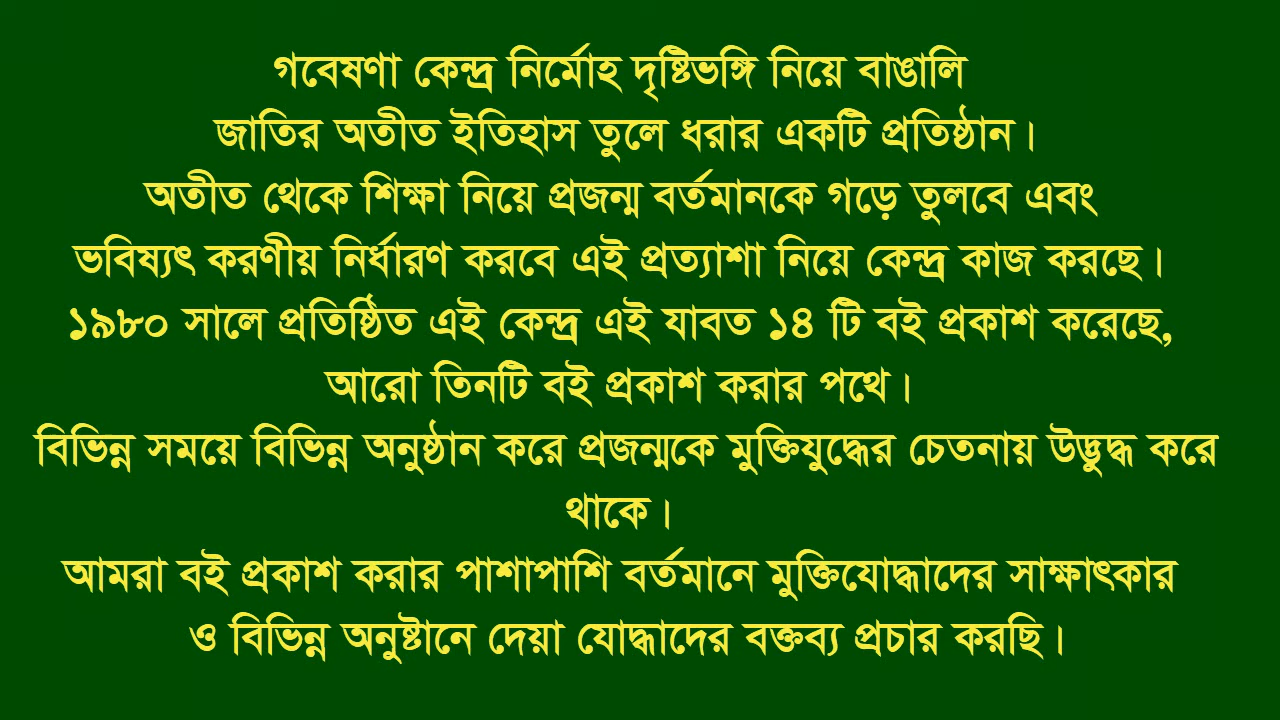 গবেষণা কেন্দ্র নির্মোহ দৃষ্টিভঙ্গি নিয়ে বাঙালি
জাতির অতীত ইতিহাস তুলে ধরার একটি প্রতিষ্ঠান।
অতীত থেকে শিক্ষা নিয়ে প্রজন্ম বর্তমানকে গড়ে তুলবে এবং
ভবিষ্যৎ করণীয় নির্ধারণ করবে এই প্রত্যাশা নিয়ে কেন্দ্র কাজ করছে।
১৯৮০ সালে প্রতিষ্ঠিত এই কেন্দ্র এই যাবত ১৪ টি বই প্রকাশ করেছে,
আরো তিনটি বই প্রকাশ করার পথে।
বিভিন্ন সময়ে বিভিন্ন অনুষ্ঠান করে প্রজন্মকে মুক্তিযুদ্ধের চেতনায় উদ্ভুদ্ধ করে
থাকে।
আমরা বই প্রকাশ করার পাশাপাশি বর্তমানে মুক্তিযোদ্ধাদের সাক্ষাৎকার
ও বিভিন্ন অনুষ্টানে দেয়া যোদ্ধাদের বক্তব্য প্রচার করছি।